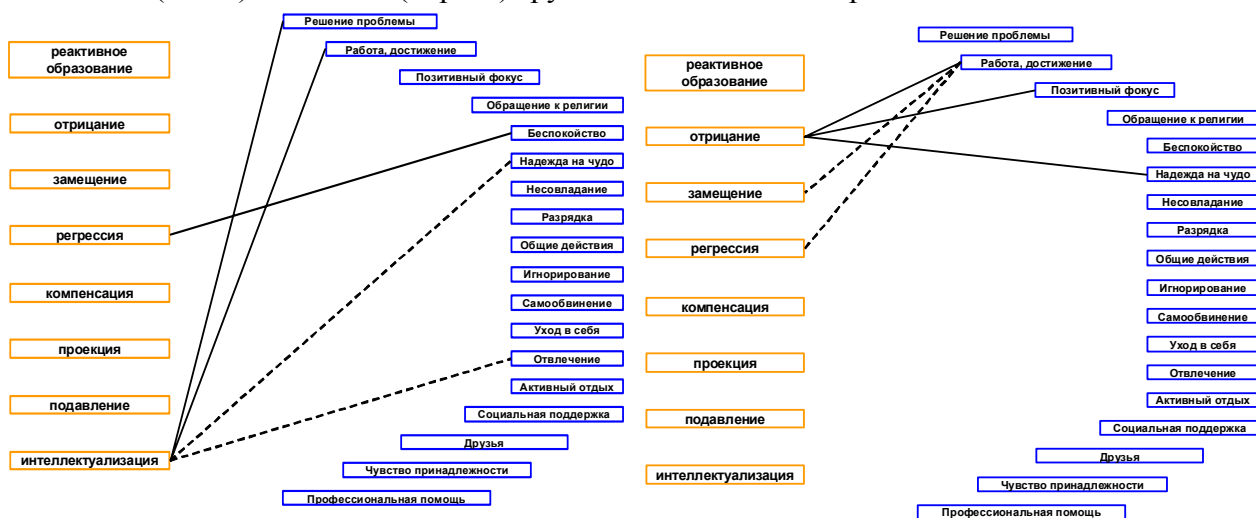 Решение проблемы
реактивное
образование
Работа, достижение
Позитивный фокус
Обращение к религии
отрицание
Беспокойство
Надежда на чудо
замещение
Несовладание
Разрядка
регрессия
Общие действия
Игнорирование
компенсация
Самообвинение
Уход в себя
проекция
Отвлечение
Активный отдых
подавление
Социальная поддержка
Друзья
интеллектуализация
Чувство принадлежности
Профессиональная помощь
Решение проблемы
реактивное
образование
Работа, достижение
Позитивный фокус
Обращение к религии
отрицание
Беспокойство
Надежда на чудо
замещение
Несовладание
Разрядка
регрессия
Общие действия
Игнорирование
компенсация
Самообвинение
Уход в себя
проекция
Отвлечение
Активный отдых
подавление
Социальная поддержка
Друзья
интеллектуализация
Чувство принадлежности
Профессиональная помощь